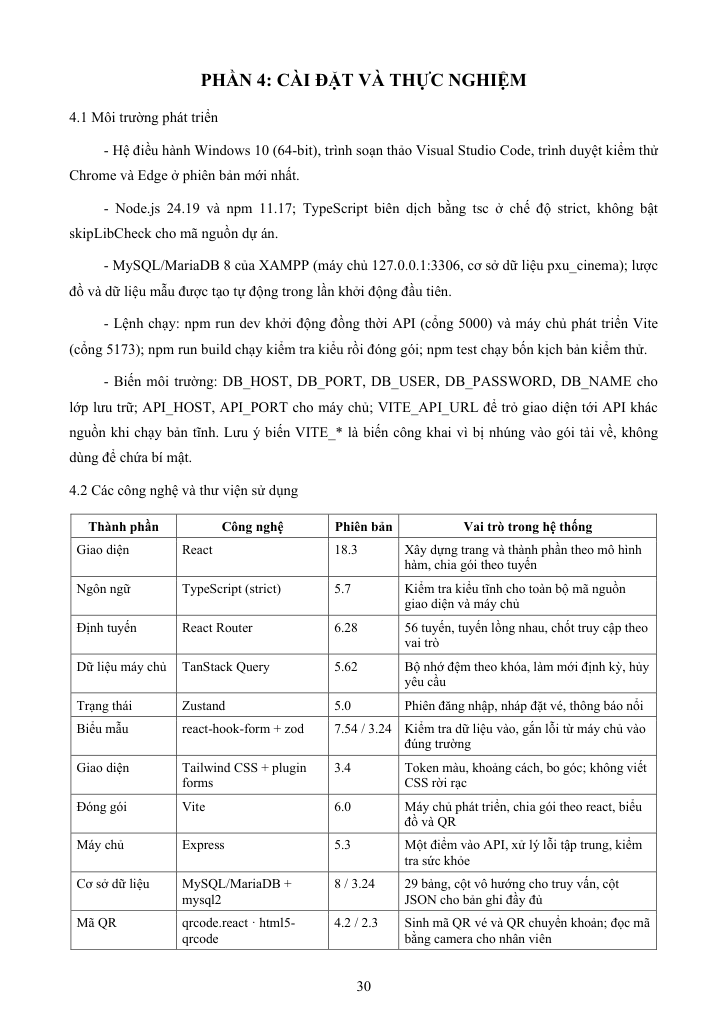 PHẦN 4: CÀI ĐẶT VÀ THỰC NGHIỆM
4.1 Môi trường phát triển
- Hệ điều hành Windows 10 (64-bit), trình soạn thảo Visual Studio Code, trình duyệt kiểm thử
Chrome và Edge ở phiên bản mới nhất.
- Node.js 24.19 và npm 11.17; TypeScript biên dịch bằng tsc ở chế độ strict, không bật
skipLibCheck cho mã nguồn dự án.
- MySQL/MariaDB 8 của XAMPP (máy chủ 127.0.0.1:3306, cơ sở dữ liệu pxu_cinema); lược
đồ và dữ liệu mẫu được tạo tự động trong lần khởi động đầu tiên.
- Lệnh chạy: npm run dev khởi động đồng thời API (cổng 5000) và máy chủ phát triển Vite
(cổng 5173); npm run build chạy kiểm tra kiểu rồi đóng gói; npm test chạy bốn kịch bản kiểm thử.
- Biến môi trường: DB_HOST, DB_PORT, DB_USER, DB_PASSWORD, DB_NAME cho
lớp lưu trữ; API_HOST, API_PORT cho máy chủ; VITE_API_URL để trỏ giao diện tới API khác
nguồn khi chạy bản tĩnh. Lưu ý biến VITE_* là biến công khai vì bị nhúng vào gói tải về, không
dùng để chứa bí mật.
4.2 Các công nghệ và thư viện sử dụng
Thành phần Công nghệ Phiên bản Vai trò trong hệ thống
Giao diện React 18.3 Xây dựng trang và thành phần theo mô hình
hàm, chia gói theo tuyến
Ngôn ngữ TypeScript (strict) 5.7 Kiểm tra kiểu tĩnh cho toàn bộ mã nguồn
giao diện và máy chủ
Định tuyến React Router 6.28 56 tuyến, tuyến lồng nhau, chốt truy cập theo
vai trò
Dữ liệu máy chủ TanStack Query 5.62 Bộ nhớ đệm theo khóa, làm mới định kỳ, hủy
yêu cầu
Trạng thái Zustand 5.0 Phiên đăng nhập, nháp đặt vé, thông báo nổi
Biểu mẫu react-hook-form + zod 7.54 / 3.24 Kiểm tra dữ liệu vào, gắn lỗi từ máy chủ vào
đúng trường
Giao diện Tailwind CSS + plugin 3.4 Token màu, khoảng cách, bo góc; không viết
forms CSS rời rạc
Đóng gói Vite 6.0 Máy chủ phát triển, chia gói theo react, biểu
đồ và QR
Máy chủ Express 5.3 Một điểm vào API, xử lý lỗi tập trung, kiểm
tra sức khỏe
Cơ sở dữ liệu MySQL/MariaDB + 8 / 3.24 29 bảng, cột vô hướng cho truy vấn, cột
mysql2 JSON cho bản ghi đầy đủ
Mã QR qrcode.react · html5- 4.2 / 2.3 Sinh mã QR vé và QR chuyển khoản; đọc mã
qrcode bằng camera cho nhân viên
30